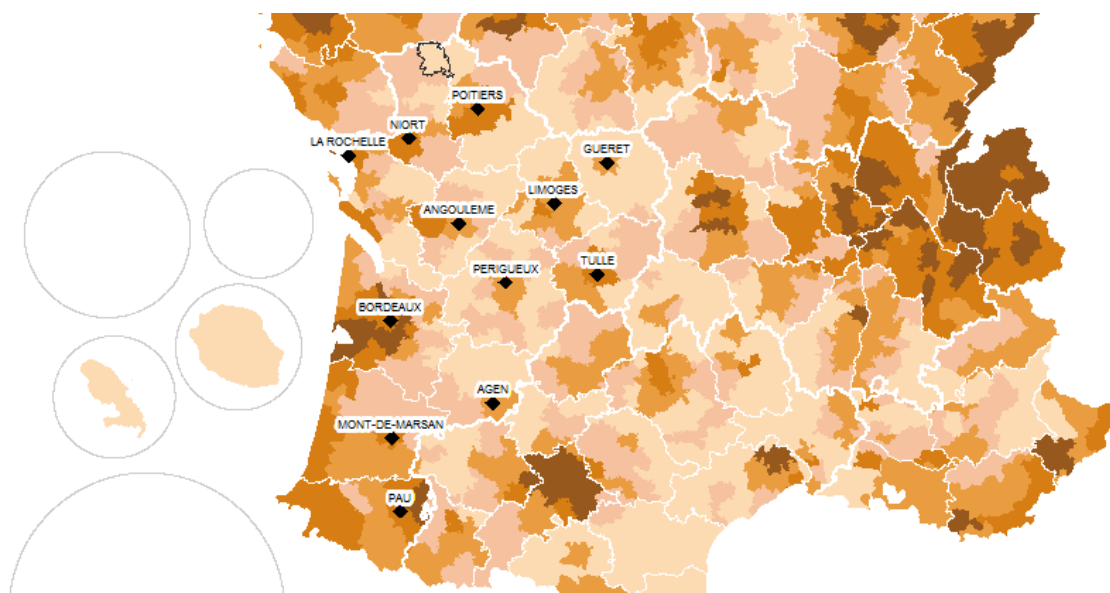 POITIERS
NIORT
LA ROCHELLE
GUERET
LIMOGES
ANGOULEME
TULLE
PERIGUEUX
BORDEAUX
AGEN
MONT-DE-MARSAN
PAU